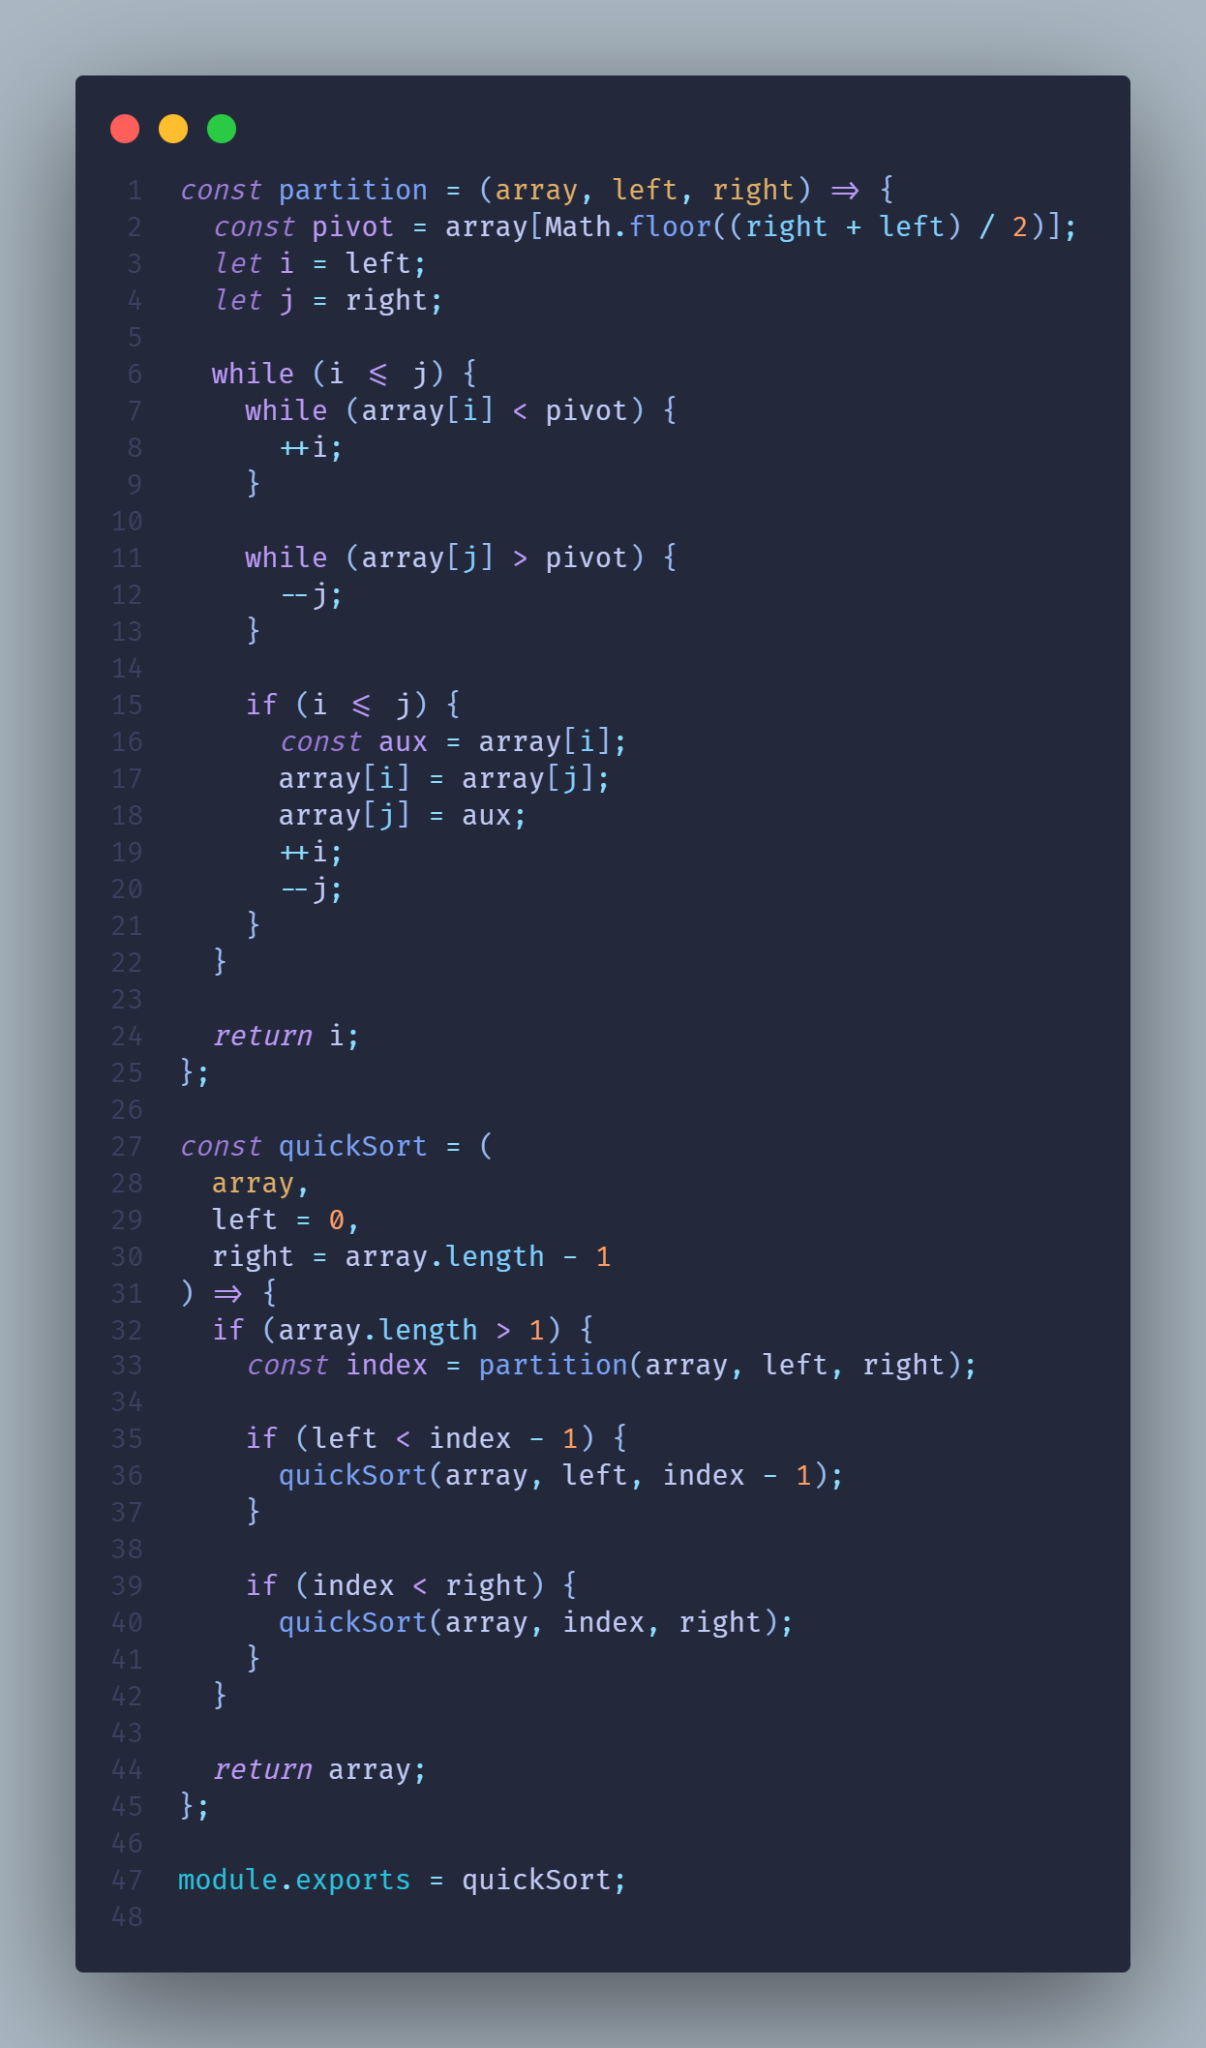 1 const partition = (array, left, right) => {
2   const pivot = array[Math.floor((right + left) / 2)];
3   let i = left;
4   let j = right;
5
6   while (i <= j) {
7     while (array[i] < pivot) {
8       ++i;
9     }
10
11     while (array[j] > pivot) {
12       --j;
13     }
14
15     if (i <= j) {
16       const aux = array[i];
17       array[i] = array[j];
18       array[j] = aux;
19       ++i;
20       --j;
21     }
22   }
23
24   return i;
25 };
26
27 const quickSort = (
28   array,
29   left = 0,
30   right = array.length - 1
31 ) => {
32   if (array.length > 1) {
33     const index = partition(array, left, right);
34
35     if (left < index - 1) {
36       quickSort(array, left, index - 1);
37     }
38
39     if (index < right) {
40       quickSort(array, index, right);
41     }
42   }
43
44   return array;
45 };
46
47 module.exports = quickSort;
48